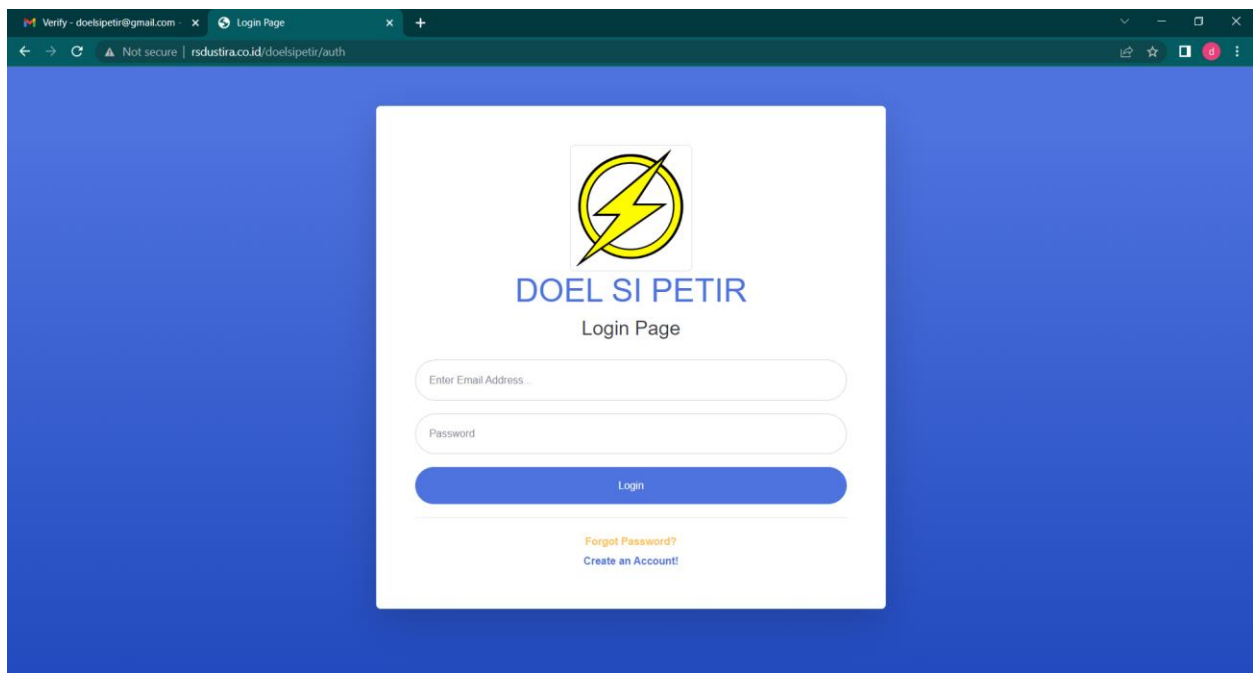 Verify - doelsipetir@gmail.com -
Login Page
Not secure | rsdustira.co.id/doelsipetir/auth
d
DOEL SI PETIR
Login Page
Enter Email Address...
Password
Login
Forgot Password?
Create an Account!